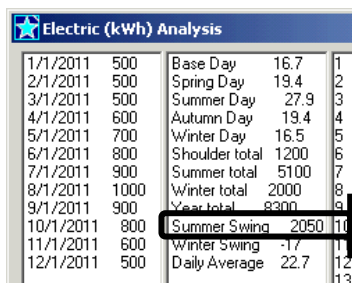 Electric (kWh) Analysis
1/1/2011 500 Base Day 16.7 1
2/1/2011 500 Spring Day 19.4 2
3/1/2011 500 Summer Day 27.9 3
4/1/2011 600 Autumn Day 19.4 4
5/1/2011 700 Winter Day 16.5 5
6/1/2011 800 Shoulder total 1200 6
7/1/2011 900 Summer total 5100 7
8/1/2011 1000 Winter total 2000 8
9/1/2011 900 Year total 8300 9
10/1/2011 800 Summer Swing 2050 10
11/1/2011 600 Winter Swing -17 11
12/1/2011 500 Daily Average 22.7 12
13